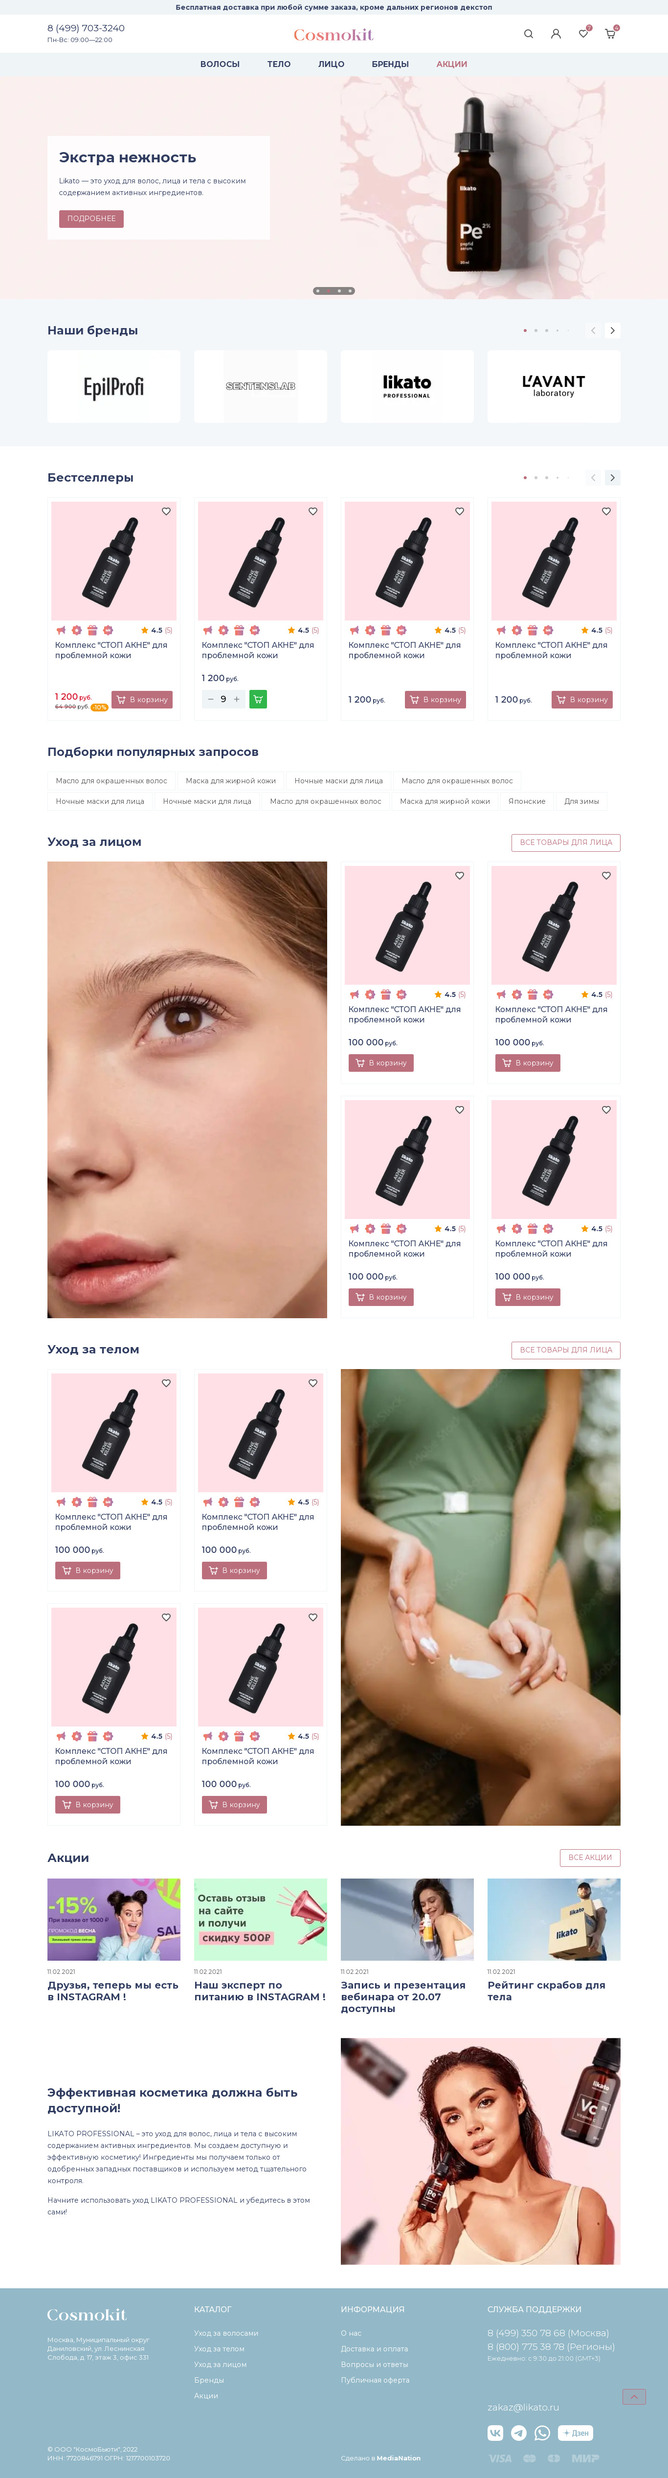 Бесплатная доставка при любой сумме заказа, кроме дальних регионов декстоп
8 (499) 703-3240
Пн-Вс: 09:00—22:00
Cosmokit
ВОЛОСЫ ТЕЛО ЛИЦО БРЕНДЫ АКЦИИ
Экстра нежность
Likato — это уход для волос, лица и тела с высоким
содержанием активных ингредиентов.
ПОДРОБНЕЕ
likato
Pe 2%
peptid
serum
Наши бренды
EpilProfi SENTENSLAB likato L'AVANT
PROFESSIONAL laboratory
Бестселлеры
4.5 (5) 4.5 (5) 4.5 (5) 4.5 (5)
Комплекс "СТОП АКНЕ" для Комплекс "СТОП АКНЕ" для Комплекс "СТОП АКНЕ" для Комплекс "СТОП АКНЕ" для
проблемной кожи проблемной кожи проблемной кожи проблемной кожи
1 200 руб.
1 200 руб. В корзину 9 1 200 руб. В корзину 1 200 руб. В корзину
64 900 руб. -10%
Подборки популярных запросов
Масло для окрашенных волос Маска для жирной кожи Ночные маски для лица Масло для окрашенных волос
Ночные маски для лица Ночные маски для лица Масло для окрашенных волос Маска для жирной кожи Японские Для зимы
Уход за лицом ВСЕ ТОВАРЫ ДЛЯ ЛИЦА
4.5 (5) 4.5 (5)
Комплекс "СТОП АКНЕ" для Комплекс "СТОП АКНЕ" для
проблемной кожи проблемной кожи
100 000 руб. 100 000 руб.
В корзину В корзину
4.5 (5) 4.5 (5)
Комплекс "СТОП АКНЕ" для Комплекс "СТОП АКНЕ" для
проблемной кожи проблемной кожи
100 000 руб. 100 000 руб.
В корзину В корзину
Уход за телом ВСЕ ТОВАРЫ ДЛЯ ЛИЦА
4.5 (5) 4.5 (5)
Комплекс "СТОП АКНЕ" для Комплекс "СТОП АКНЕ" для
проблемной кожи проблемной кожи
100 000 руб. 100 000 руб.
В корзину В корзину
4.5 (5) 4.5 (5)
Комплекс "СТОП АКНЕ" для Комплекс "СТОП АКНЕ" для
проблемной кожи проблемной кожи
100 000 руб. 100 000 руб.
В корзину В корзину
Акции ВСЕ АКЦИИ
-15%
При заказе от 1000 ₽
ПРОМОКОД ВЕСНА
SAL
Оставь отзыв
на сайте
и получи
скидку 500₽
likato
likato
11.02.2021 11.02.2021 11.02.2021 11.02.2021
Друзья, теперь мы есть Наш эксперт по Запись и презентация Рейтинг скрабов для
в INSTAGRAM ! питанию в INSTAGRAM ! вебинара от 20.07 тела
доступны
Эффективная косметика должна быть
доступной!
LIKATO PROFESSIONAL – это уход для волос, лица и тела с высоким
содержанием активных ингредиентов. Мы создаем доступную и
эффективную косметику! Ингредиенты мы получаем только от
одобренных западных поставщиков и используем метод тщательного
контроля.
Начните использовать уход LIKATO PROFESSIONAL и убедитесь в этом
сами!
likato
Vc
Pe
Cosmokit КАТАЛОГ ИНФОРМАЦИЯ СЛУЖБА ПОДДЕРЖКИ
Москва, Муниципальный округ
Даниловский, ул. Леснинская
Слобода, д. 17, этаж 3, офис 331
Уход за волосами
Уход за телом
Уход за лицом
Бренды
Акции
О нас
Доставка и оплата
Вопросы и ответы
Публичная оферта
8 (499) 350 78 68 (Москва)
8 (800) 775 38 78 (Регионы)
Ежедневно: с 9:30 до 21:00 (GMT+3)
zakaz@likato.ru
Дзен
© ООО "КосмоБьюти", 2022
ИНН: 7720846791 ОГРН: 1217700103720
Сделано в MediaNation
VISA МИР